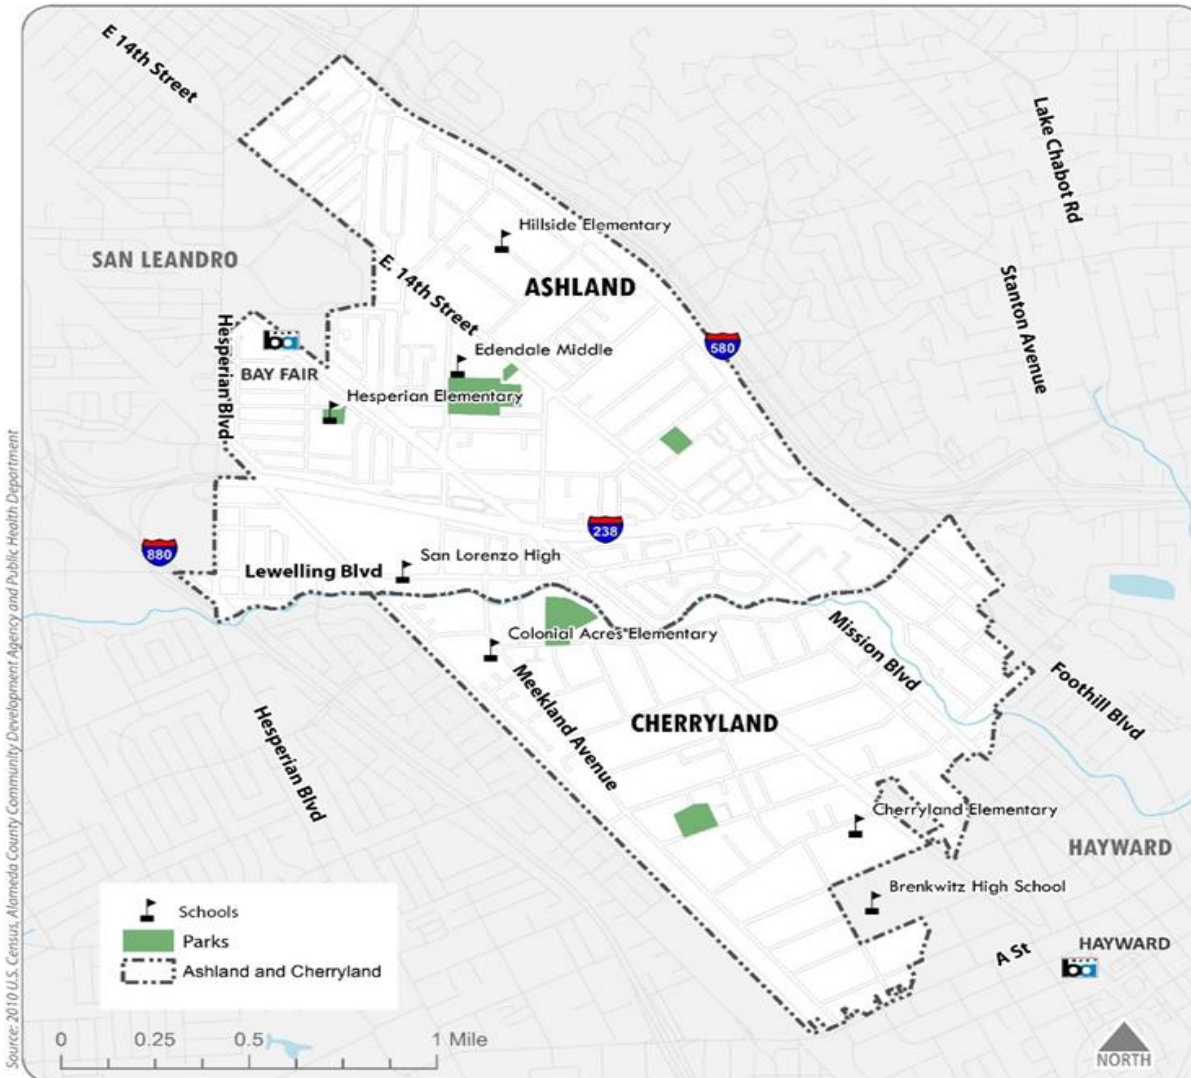 E 14th Street
Lake Chabot Rd
Hillside Elementary
SAN LEANDRO
E. 14th Street
ASHLAND
Stanton Avenue
Hesperian Blvd
580
ba
BAY FAIR
Edendale Middle
Hesperian Elementary
238
880
San Lorenzo High
Lewelling Blvd
Colonial Acres Elementary
Mission Blvd
Foothill Blvd
Meekland Avenue
CHERRYLAND
Hesperian Blvd
Cherryland Elementary
HAYWARD
Brenkwitz High School
A St
HAYWARD
ba
Schools
Parks
Ashland and Cherryland
0 0.25 0.5 1 Mile
NORTH
Source: 2010 U.S. Census, Alameda County Community Development Agency and Public Health Department